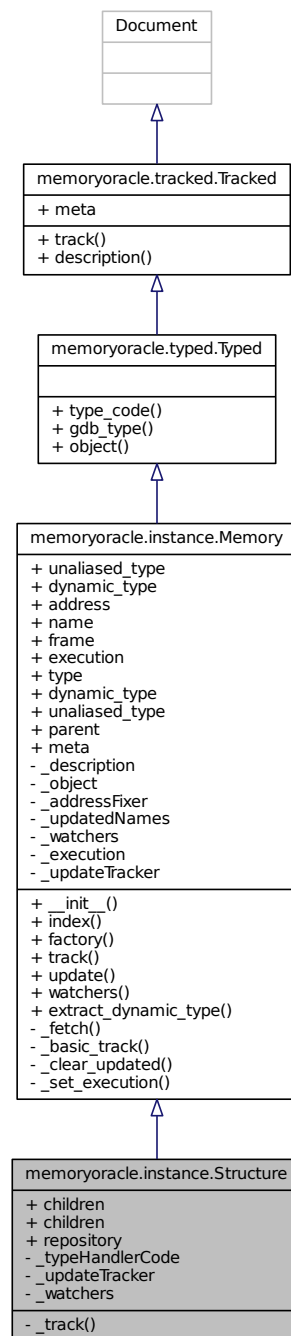 Document
memoryoracle.tracked.Tracked
+ meta
+ track()
+ description()
memoryoracle.typed.Typed
+ type_code()
+ gdb_type()
+ object()
memoryoracle.instance.Memory
+ unaliased_type
+ dynamic_type
+ address
+ name
+ frame
+ execution
+ type
+ dynamic_type
+ unaliased_type
+ parent
+ meta
- _description
- _object
- _addressFixer
- _updatedNames
- _watchers
- _execution
- _updateTracker
+ __init__()
+ index()
+ factory()
+ track()
+ update()
+ watchers()
+ extract_dynamic_type()
- _fetch()
- _basic_track()
- _clear_updated()
- _set_execution()
memoryoracle.instance.Structure
+ children
+ children
+ repository
- _typeHandlerCode
- _updateTracker
- _watchers
- _track()